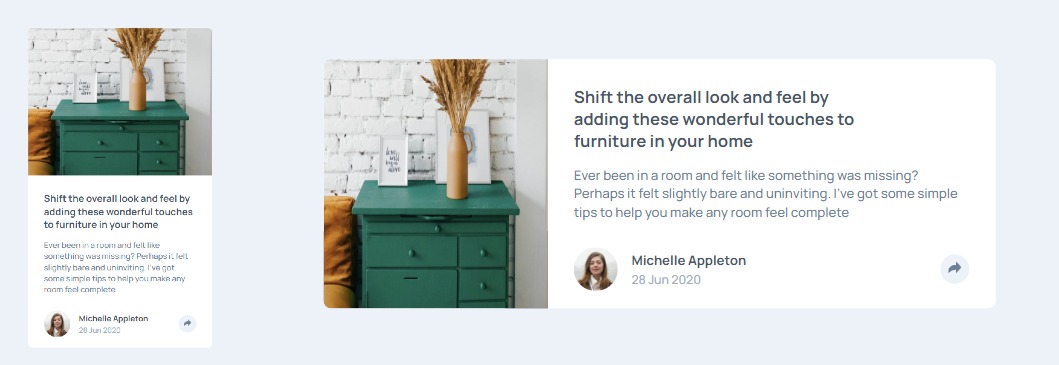 Shift the overall look and feel by
adding these wonderful touches
to furniture in your home
Ever been in a room and felt like
something was missing? Perhaps it felt
slightly bare and uninviting. I've got
some simple tips to help you make any
room feel complete
Michelle Appleton
28 Jun 2020
Shift the overall look and feel by
adding these wonderful touches to
furniture in your home
Ever been in a room and felt like something was missing?
Perhaps it felt slightly bare and uninviting. I've got some simple
tips to help you make any room feel complete
Michelle Appleton
28 Jun 2020